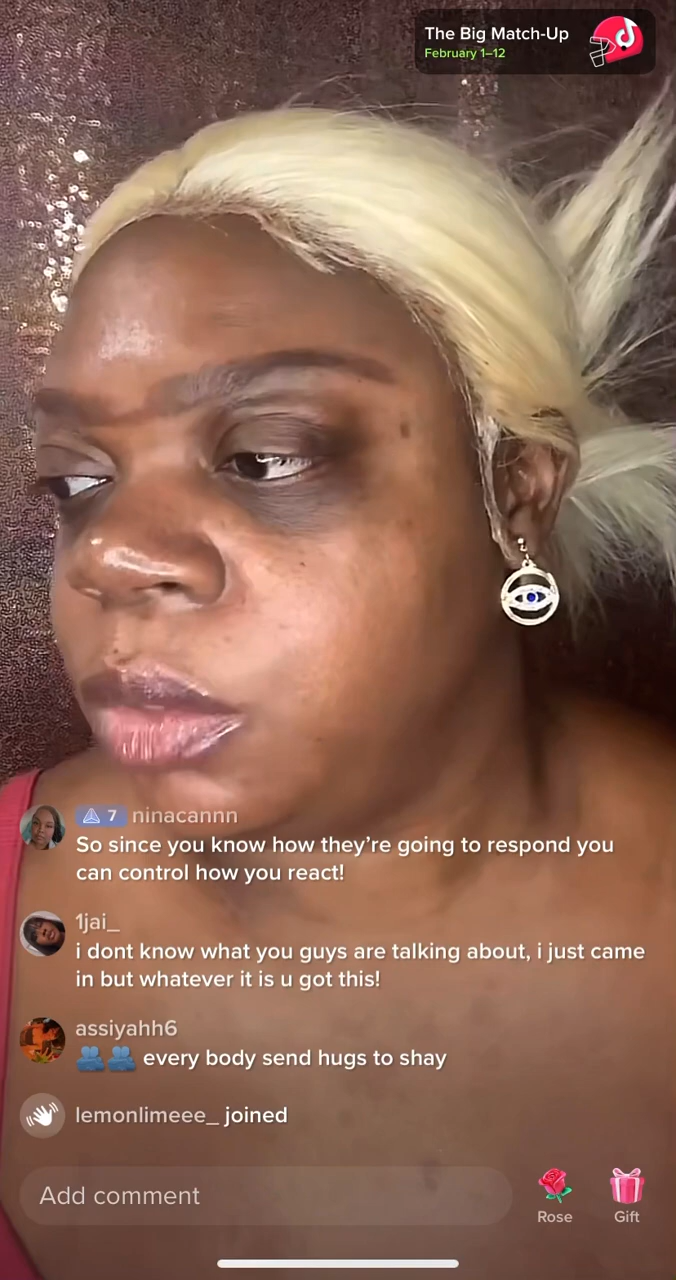 The Big Match-Up
February 1–12
7 ninacannn
So since you know how they're going to respond you
can control how you react!
1jai_
i dont know what you guys are talking about, i just came
in but whatever it is u got this!
assiyahh6
🫂🫂 every body send hugs to shay
lemonlimeee_ joined
Add comment
Rose
Gift